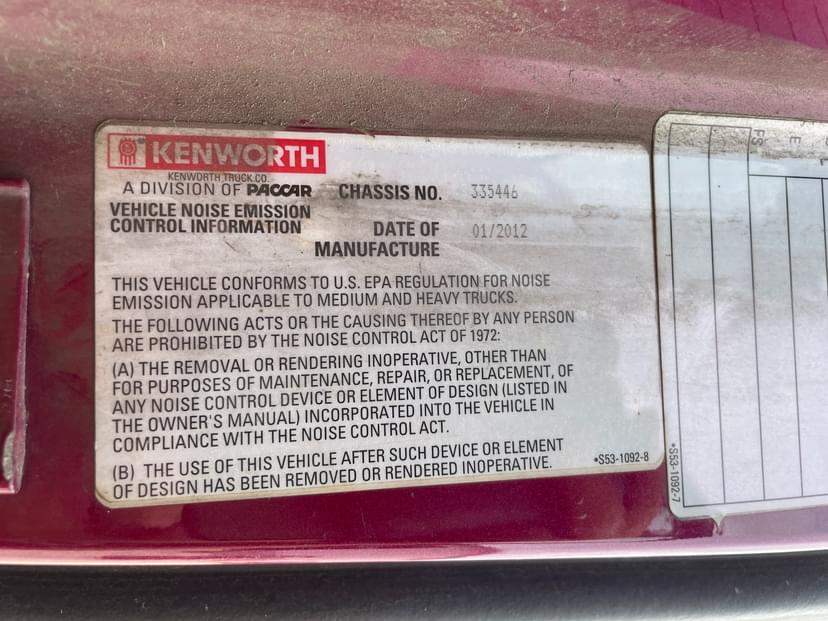 KENWORTH
KENWORTH TRUCK CO.
A DIVISION OF PACCAR
CHASSIS NO. 335446
VEHICLE NOISE EMISSION
CONTROL INFORMATION
DATE OF
MANUFACTURE
01/2012
THIS VEHICLE CONFORMS TO U.S. EPA REGULATION FOR NOISE
EMISSION APPLICABLE TO MEDIUM AND HEAVY TRUCKS.
THE FOLLOWING ACTS OR THE CAUSING THEREOF BY ANY PERSON
ARE PROHIBITED BY THE NOISE CONTROL ACT OF 1972:
(A) THE REMOVAL OR RENDERING INOPERATIVE, OTHER THAN
FOR PURPOSES OF MAINTENANCE, REPAIR, OR REPLACEMENT, OF
ANY NOISE CONTROL DEVICE OR ELEMENT OF DESIGN (LISTED IN
THE OWNER'S MANUAL) INCORPORATED INTO THE VEHICLE IN
COMPLIANCE WITH THE NOISE CONTROL ACT.
(B) THE USE OF THIS VEHICLE AFTER SUCH DEVICE OR ELEMENT
OF DESIGN HAS BEEN REMOVED OR RENDERED INOPERATIVE.
*S53-1092-8
*S53-1092-7
FS
E